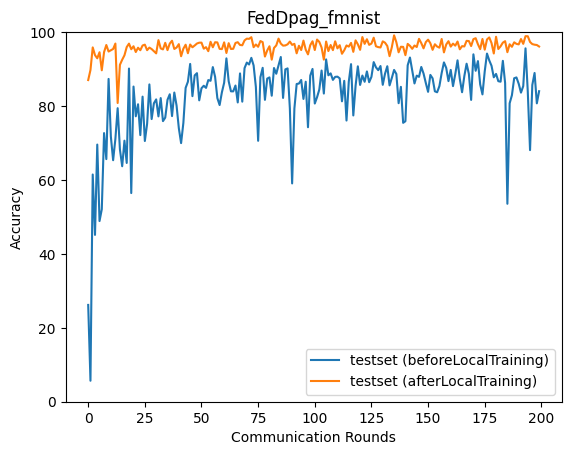 FedDpag_fmnist
Accuracy
100
80
60
40
20
0
testset (beforeLocalTraining)
testset (afterLocalTraining)
0 25 50 75 100 125 150 175 200
Communication Rounds